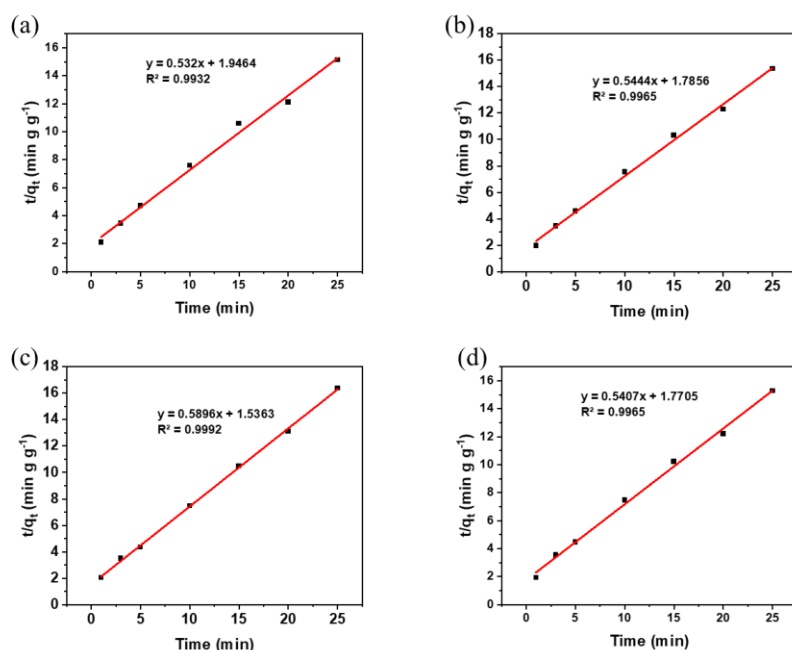 (a)
y = 0.532x + 1.9464
R² = 0.9932
16
14
12
10
8
6
4
2
0
t/qₜ (min g g⁻¹)
0 5 10 15 20 25
Time (min)
(b)
y = 0.5444x + 1.7856
R² = 0.9965
18
16
14
12
10
8
6
4
2
0
t/qₜ (min g g⁻¹)
0 5 10 15 20 25
Time (min)
(c)
y = 0.5896x + 1.5363
R² = 0.9992
18
16
14
12
10
8
6
4
2
0
t/qₜ (min g g⁻¹)
0 5 10 15 20 25
Time (min)
(d)
y = 0.5407x + 1.7705
R² = 0.9965
16
14
12
10
8
6
4
2
0
t/qₜ (min g g⁻¹)
0 5 10 15 20 25
Time (min)